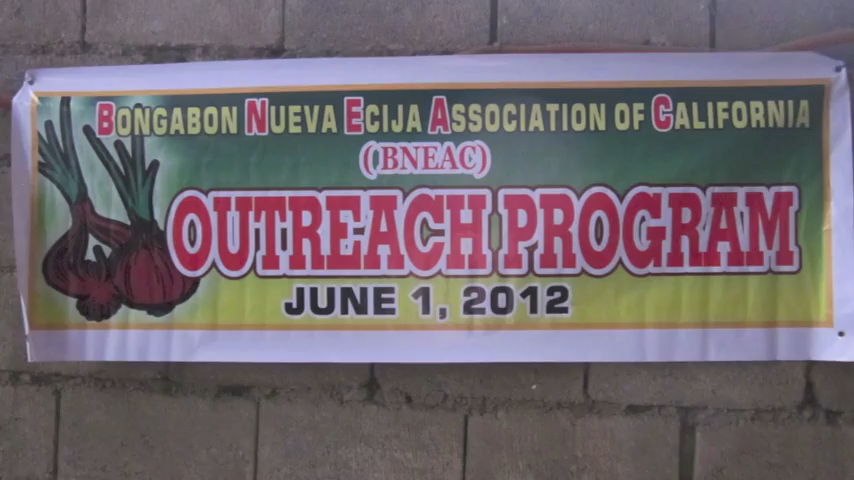 BONGABON NUEVA ECIJA ASSOCIATION OF CALIFORNIA
(BNEAC)
OUTREACH PROGRAM
JUNE 1, 2012